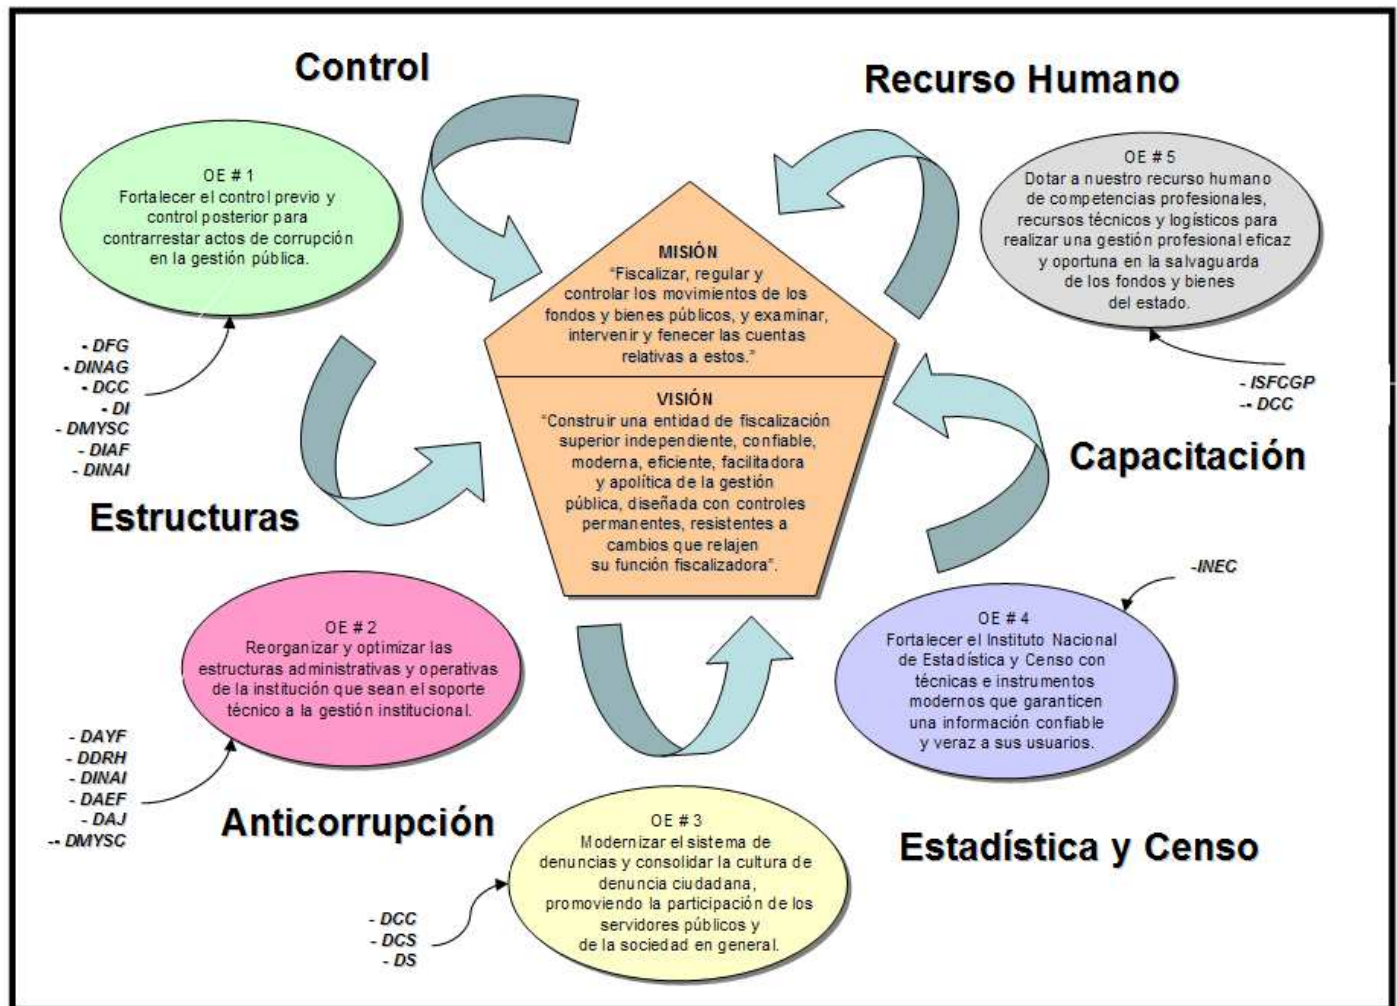 Control
Recurso Humano
OE # 1
Fortalecer el control previo y
control posterior para
contrarrestar actos de corrupción
en la gestión pública.
OE # 5
Dotar a nuestro recurso humano
de competencias profesionales,
recursos técnicos y logísticos para
realizar una gestión profesional eficaz
y oportuna en la salvaguarda
de los fondos y bienes
del estado.
MISIÓN
“Fiscalizar, regular y
controlar los movimientos de los
fondos y bienes públicos, y examinar,
intervenir y fenecer las cuentas
relativas a estos.”
VISIÓN
“Construir una entidad de fiscalización
superior independiente, confiable,
moderna, eficiente, facilitadora
y apolítica de la gestión
pública, diseñada con controles
permanentes, resistentes a
cambios que relajen
su función fiscalizadora”.
- DFG
- DINAG
- DCC
- DI
- DMYSC
- DIAF
- DINAI
- ISFCGP
-- DCC
Capacitación
Estructuras
- INEC
OE # 2
Reorganizar y optimizar las
estructuras administrativas y operativas
de la institución que sean el soporte
técnico a la gestión institucional.
OE # 4
Fortalecer el Instituto Nacional
de Estadística y Censo con
técnicas e instrumentos
modernos que garanticen
una información confiable
y veraz a sus usuarios.
- DAYF
- DDRH
- DINAI
- DAEF
- DAJ
-- DMYSC
Anticorrupción
OE # 3
Modernizar el sistema de
denuncias y consolidar la cultura de
denuncia ciudadana,
promoviendo la participación de los
servidores públicos y
de la sociedad en general.
Estadística y Censo
- DCC
- DCS
- DS